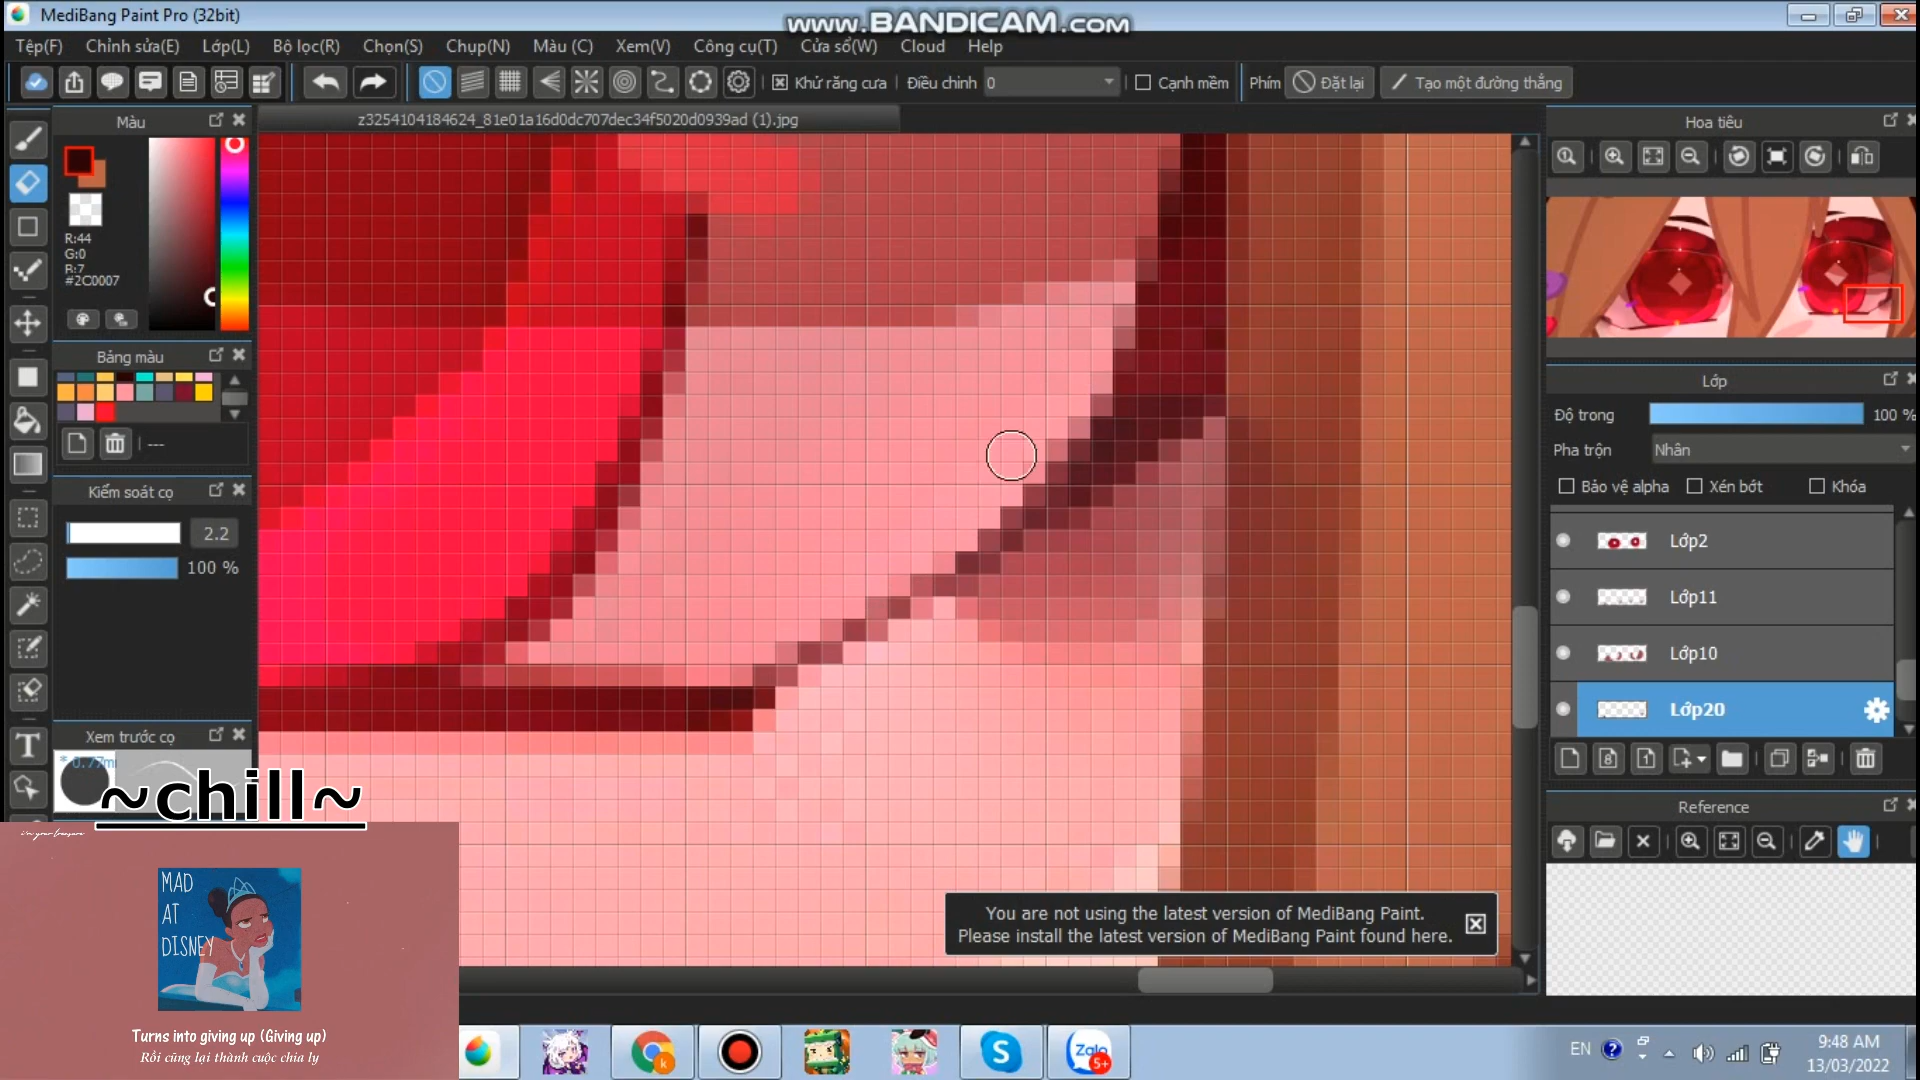 MediBang Paint Pro (32bit)
www.BANDICAM.com
Tệp(F) Chỉnh sửa(E) Lớp(L) Bộ lọc(R) Chọn(S) Chụp(N) Màu (C) Xem(V) Công cụ(T) Cửa sổ(W) Cloud Help
Khử răng cưa Điều chỉnh 0 Cạnh mềm Phím Đặt lại Tạo một đường thẳng
Màu
z3254104184624_81e01a16d0dc707dec34f5020d0939ad (1).jpg
Hoa tiêu
R:44
G:0
B:7
#2C0007
Bảng màu
---
Kiểm soát cọ
2.2
100 %
Xem trước cọ
* 0.77m
Lớp
Độ trong 100 %
Pha trộn Nhân
Bảo vệ alpha Xén bớt Khóa
Lớp2
Lớp11
Lớp10
Lớp20
Reference
~chill~
i'm your treasure
MAD
AT
DISNEY
Turns into giving up (Giving up)
Rồi cũng lại thành cuộc chia ly
You are not using the latest version of MediBang Paint.
Please install the latest version of MediBang Paint found here.
k
S
Zalo
5+
EN
9:48 AM
13/03/2022